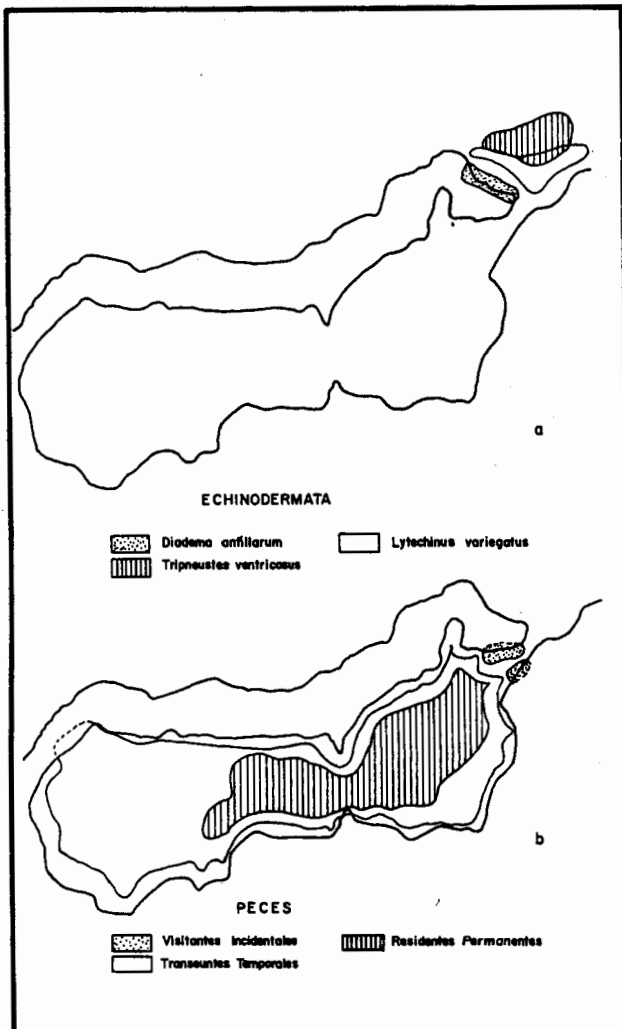 a
ECHINODERMATA
Diadema antillarum Lytechinus variegatus
Tripneustes ventricosus
b
PECES
Visitantes Incidentales Residentes Permanentes
Transeuntes Temporales